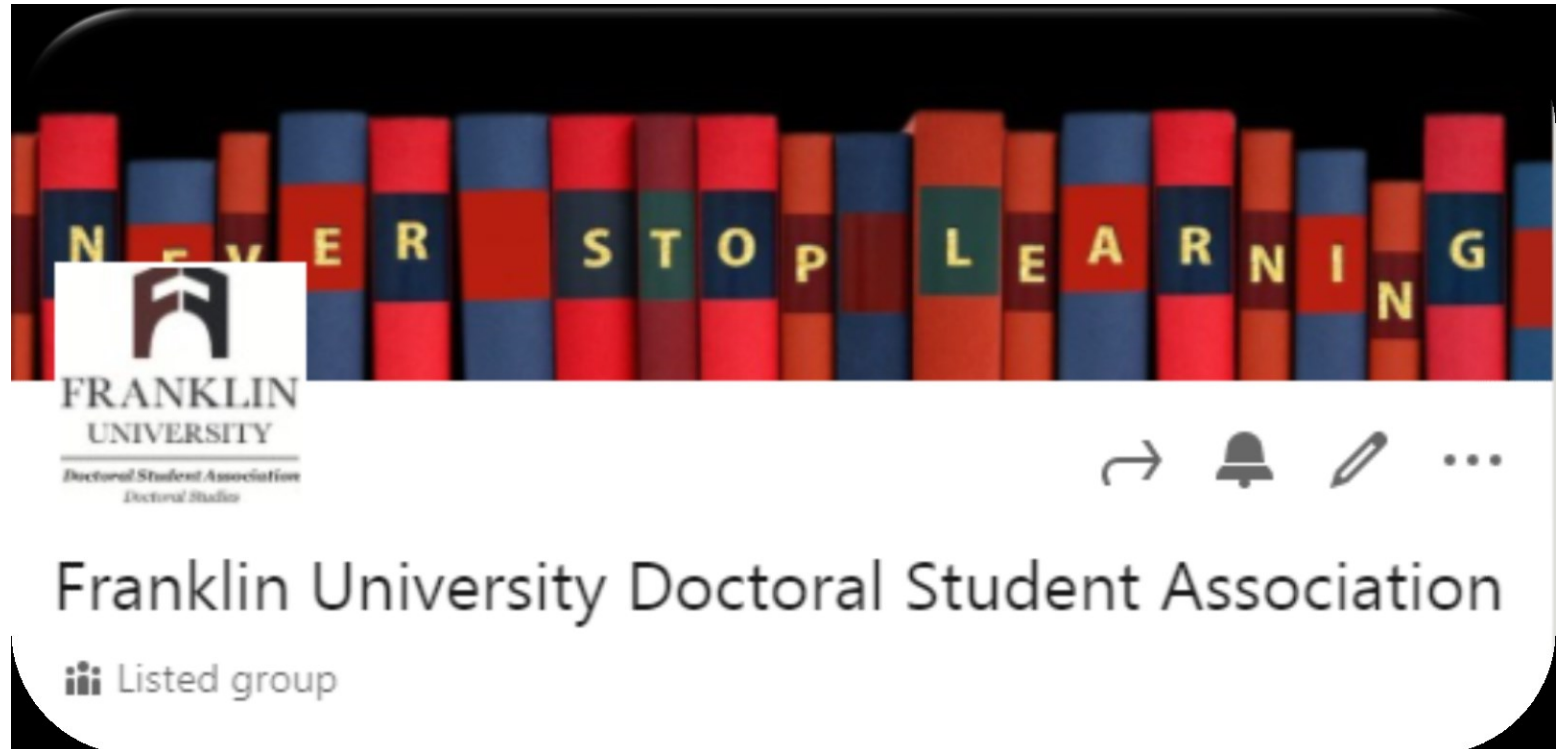 NEVER STOP LEARNING
FRANKLIN
UNIVERSITY
Doctoral Student Association
Doctoral Studies
Franklin University Doctoral Student Association
Listed group